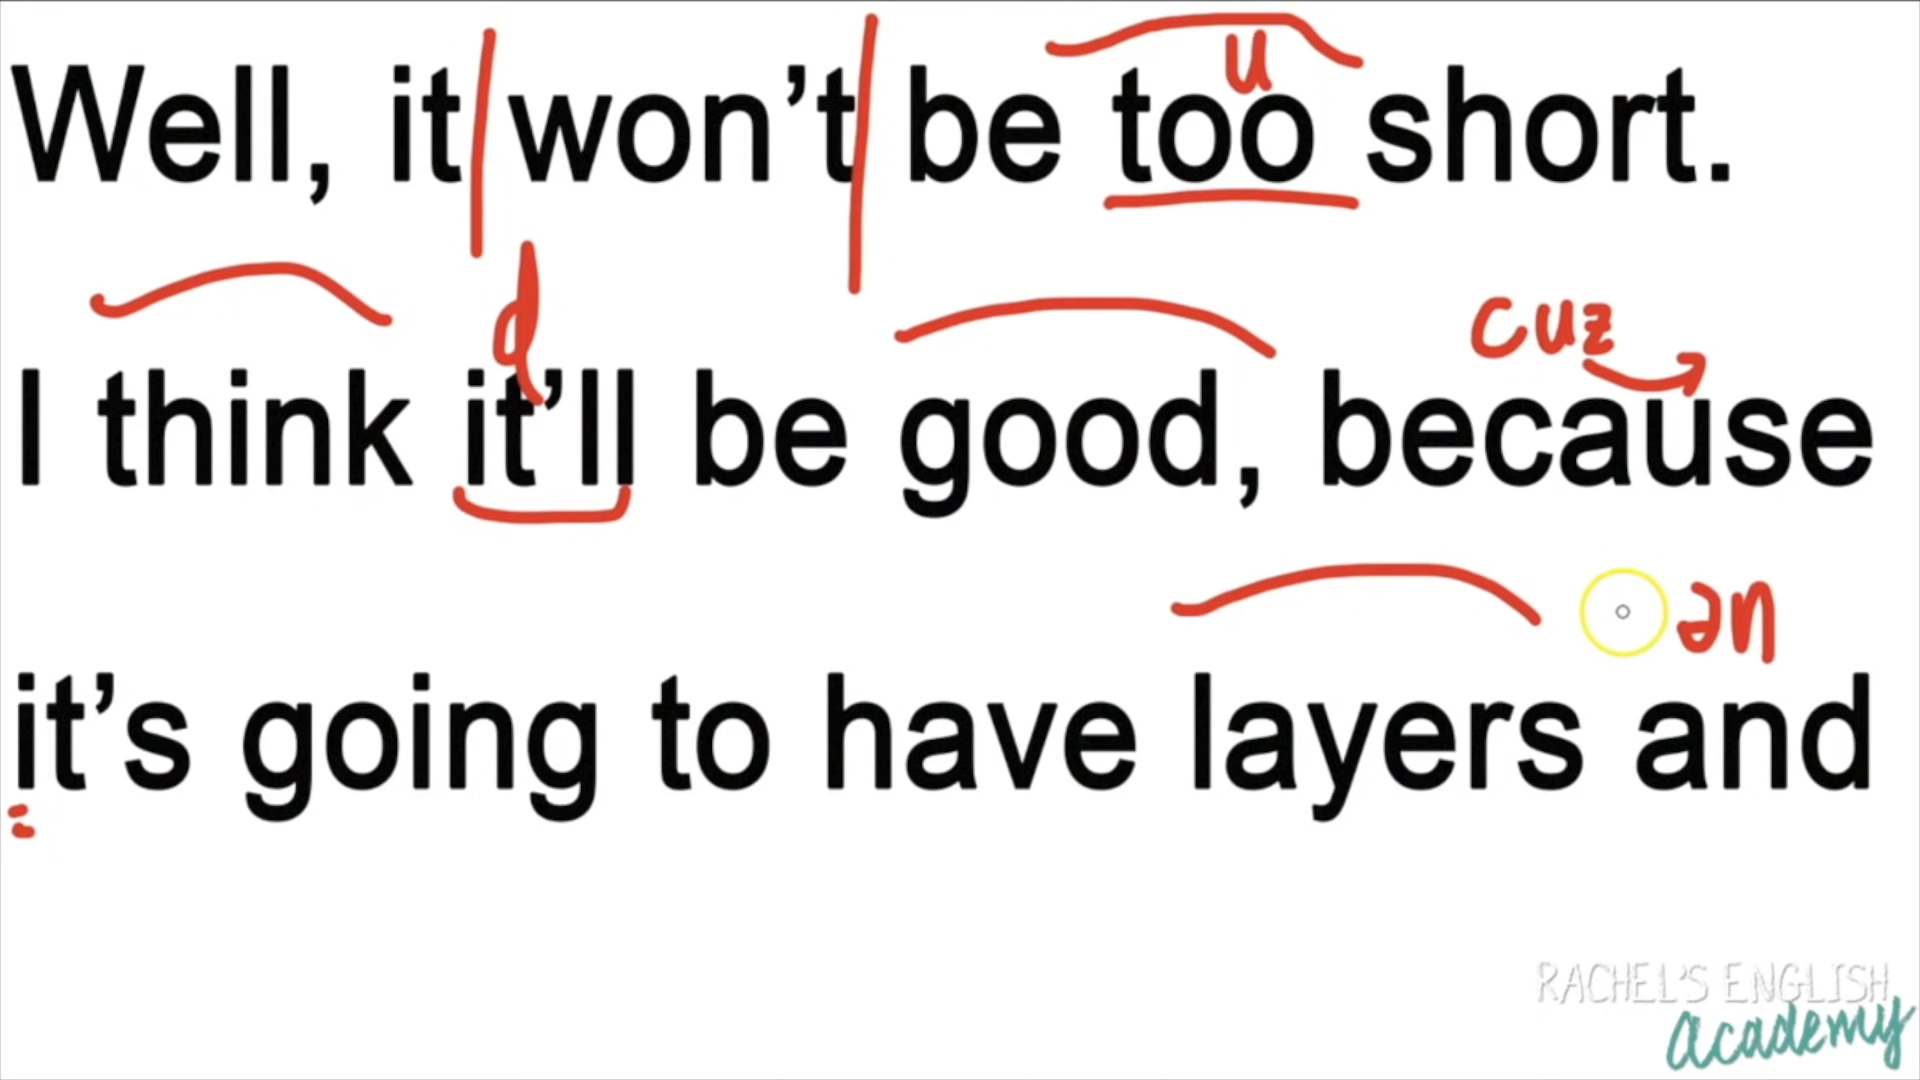 u
Well, it won't be too short.
d
cuz
I think it'll be good, because
ən
it's going to have layers and
RACHEL'S ENGLISH
academy